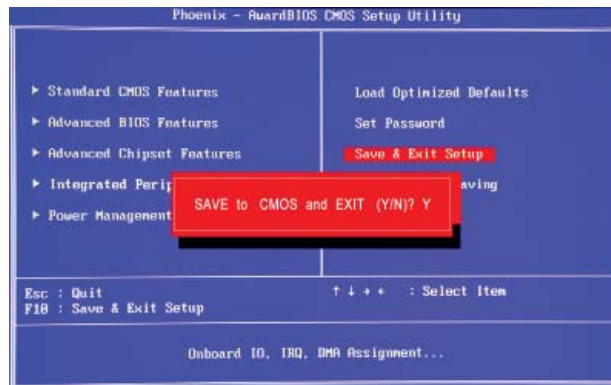 Phoenix - AwardBIOS CMOS Setup Utility
▶ Standard CMOS Features
▶ Advanced BIOS Features
▶ Advanced Chipset Features
▶ Integrated Perip
▶ Power Management
Load Optimized Defaults
Set Password
Save & Exit Setup
aving
SAVE to CMOS and EXIT (Y/N)? Y
Esc : Quit
F10 : Save & Exit Setup
↑ ↓ → ← : Select Item
Onboard IO, IRQ, DMA Assignment...